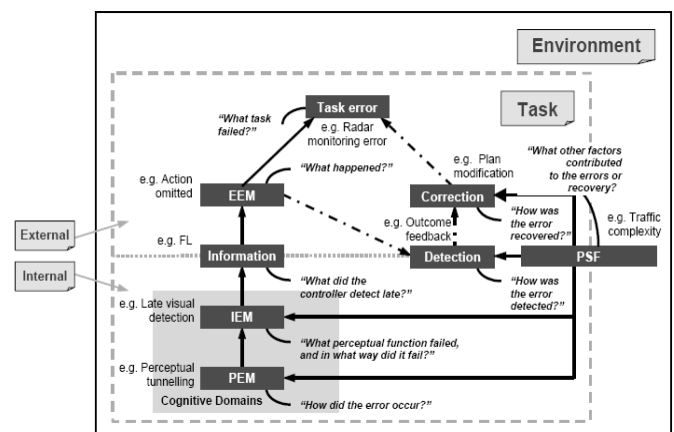 Environment
Task
Task error
"What task
failed?"
e.g. Radar
monitoring error
"What happened?"
e.g. Action
omitted
EEM
e.g. Plan
modification
"What other factors
contributed
to the errors or
recovery?
Correction
"How was
the error
recovered?"
e.g. Traffic
complexity
External
Internal
e.g. FL
Information
e.g. Outcome
feedback
Detection
PSF
"What did the
controller detect late?"
"How was
the error
detected?"
e.g. Late visual
detection
IEM
"What perceptual function failed,
and in what way did it fail?"
e.g. Perceptual
tunnelling
PEM
Cognitive Domains
"How did the error occur?"